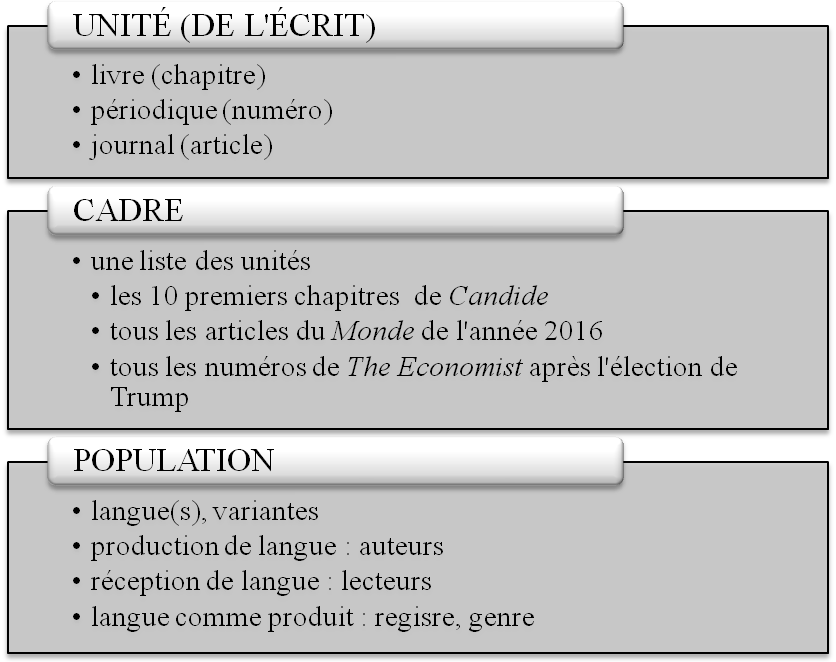 UNITÉ (DE L'ÉCRIT)
• livre (chapitre)
• périodique (numéro)
• journal (article)
CADRE
• une liste des unités
• les 10 premiers chapitres de Candide
• tous les articles du Monde de l'année 2016
• tous les numéros de The Economist après l'élection de
Trump
POPULATION
• langue(s), variantes
• production de langue : auteurs
• réception de langue : lecteurs
• langue comme produit : regisre, genre